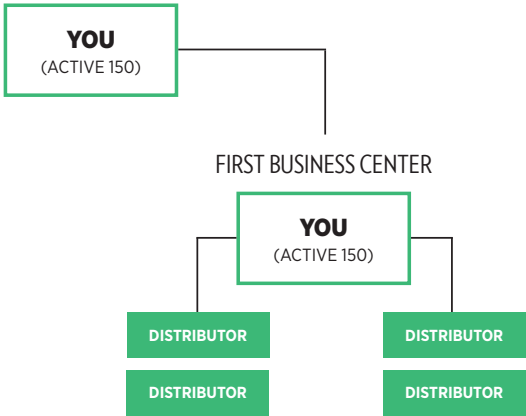 YOU
(ACTIVE 150)
FIRST BUSINESS CENTER
YOU
(ACTIVE 150)
DISTRIBUTOR
DISTRIBUTOR
DISTRIBUTOR
DISTRIBUTOR